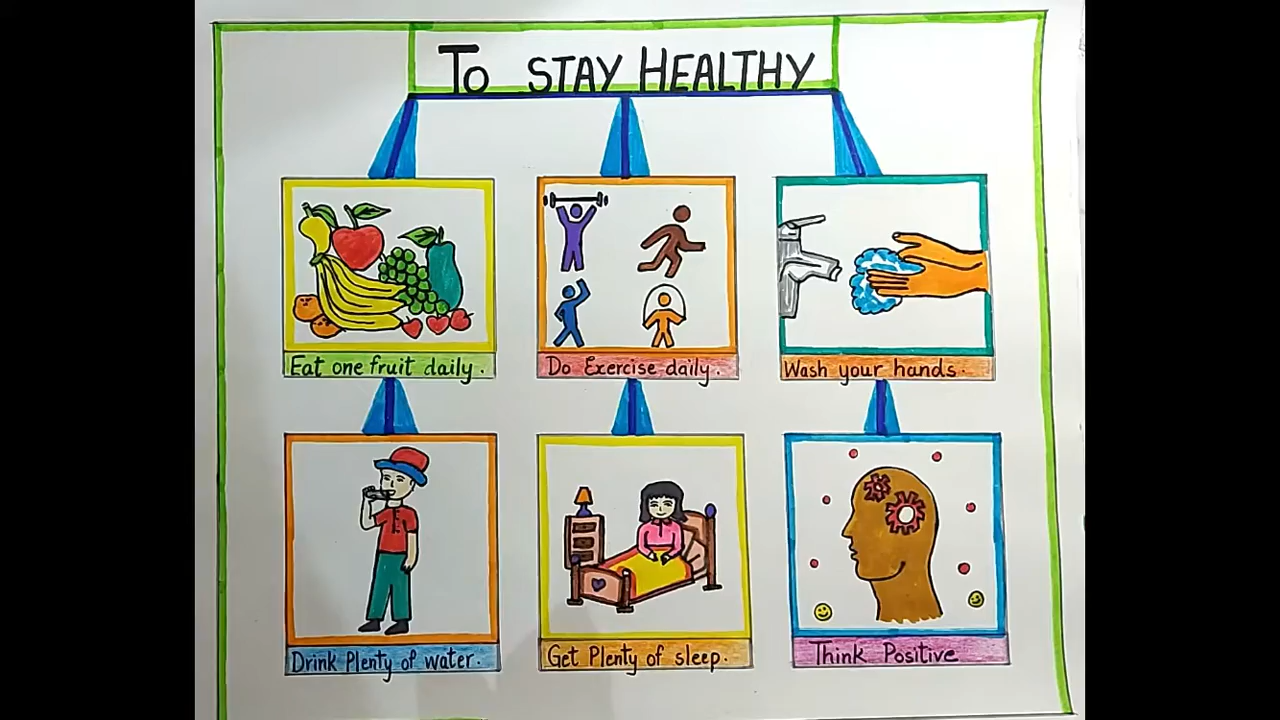 To STAY HEALTHY
Eat one fruit daily.
Do Exercise daily.
Wash your hands.
Drink Plenty of water.
Get Plenty of sleep.
Think Positive